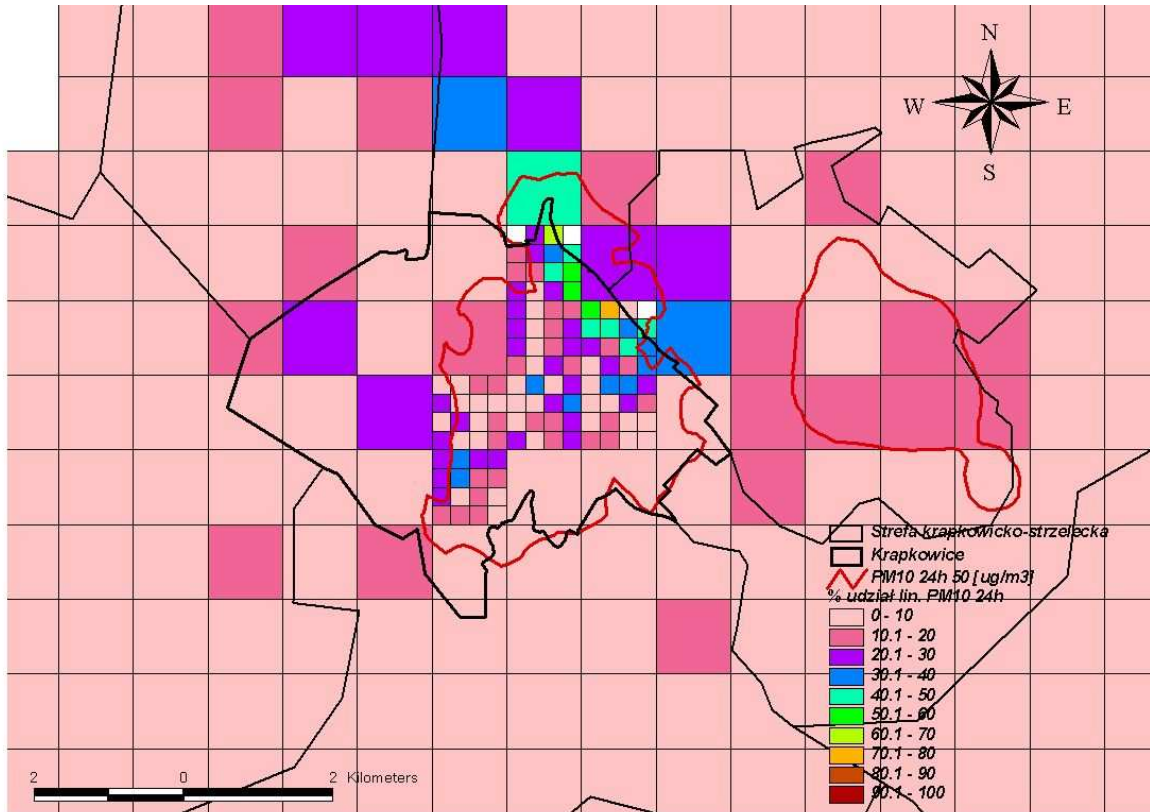 N
W E
S
Strefa krapkowicko-strzelecka
Krapkowice
PM10 24h 50 [ug/m3]
% udział lin. PM10 24h
0 - 10
10.1 - 20
20.1 - 30
30.1 - 40
40.1 - 50
50.1 - 60
60.1 - 70
70.1 - 80
80.1 - 90
90.1 - 100
2 0 2 Kilometers